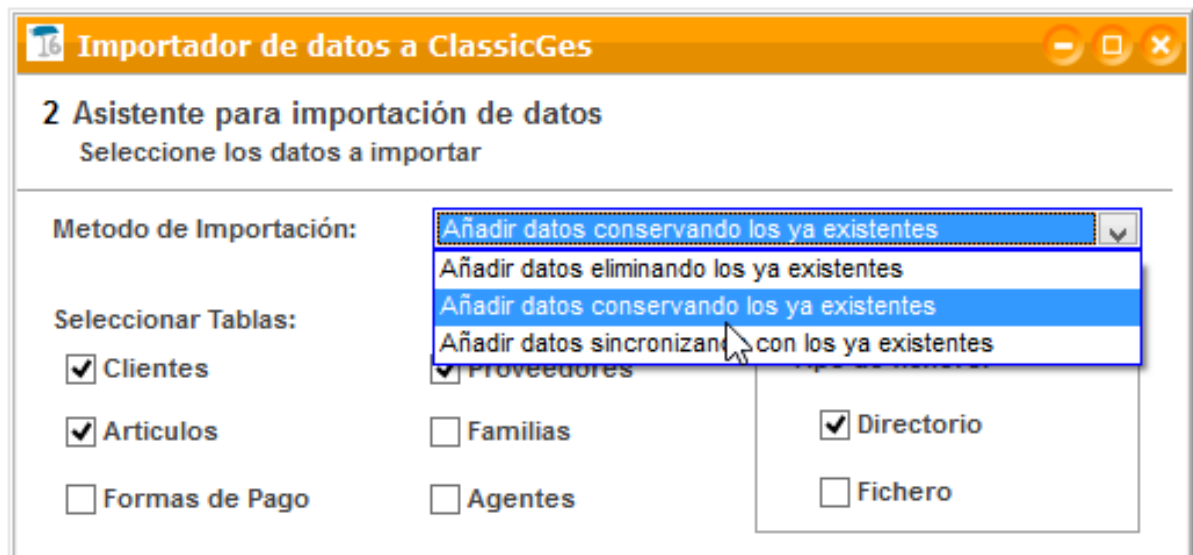 16 Importador de datos a ClassicGes
2 Asistente para importación de datos
Seleccione los datos a importar
Metodo de Importación: Añadir datos conservando los ya existentes
Añadir datos eliminando los ya existentes
Añadir datos conservando los ya existentes
Seleccionar Tablas:
Añadir datos sincronizando con los ya existentes
Clientes Proveedores
Articulos Familias Directorio
Formas de Pago Agentes Fichero